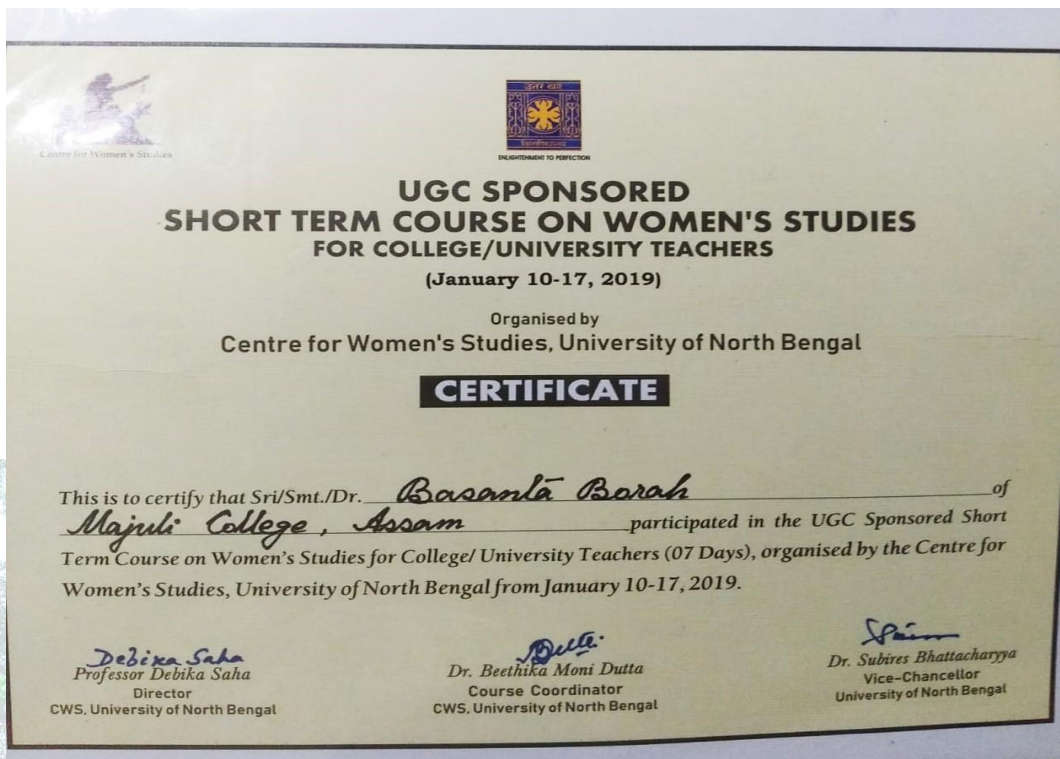 Centre for Women's Studies
উত্তর বঙ্গ
বিশ্ববিদ্যালয়
ENLIGHTENMENT TO PERFECTION
UGC SPONSORED
SHORT TERM COURSE ON WOMEN'S STUDIES
FOR COLLEGE/UNIVERSITY TEACHERS
(January 10-17, 2019)
Organised by
Centre for Women's Studies, University of North Bengal
CERTIFICATE
This is to certify that Sri/Smt./Dr. Basanta Borah of
Majuli College, Assam participated in the UGC Sponsored Short
Term Course on Women's Studies for College/ University Teachers (07 Days), organised by the Centre for
Women's Studies, University of North Bengal from January 10-17, 2019.
Debika Saha
Professor Debika Saha
Director
CWS, University of North Bengal
Dutta
Dr. Beethika Moni Dutta
Course Coordinator
CWS, University of North Bengal
Dr. Subires Bhattacharyya
Vice-Chancellor
University of North Bengal